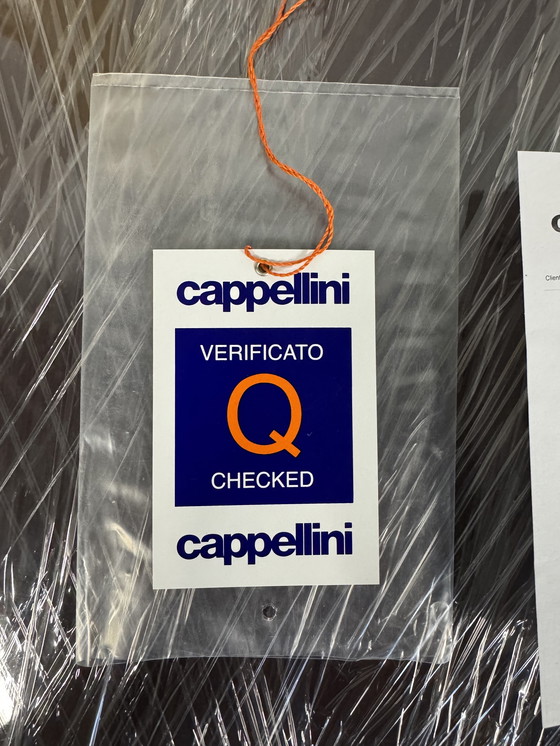 cappellini
VERIFICATO
Q
CHECKED
cappellini